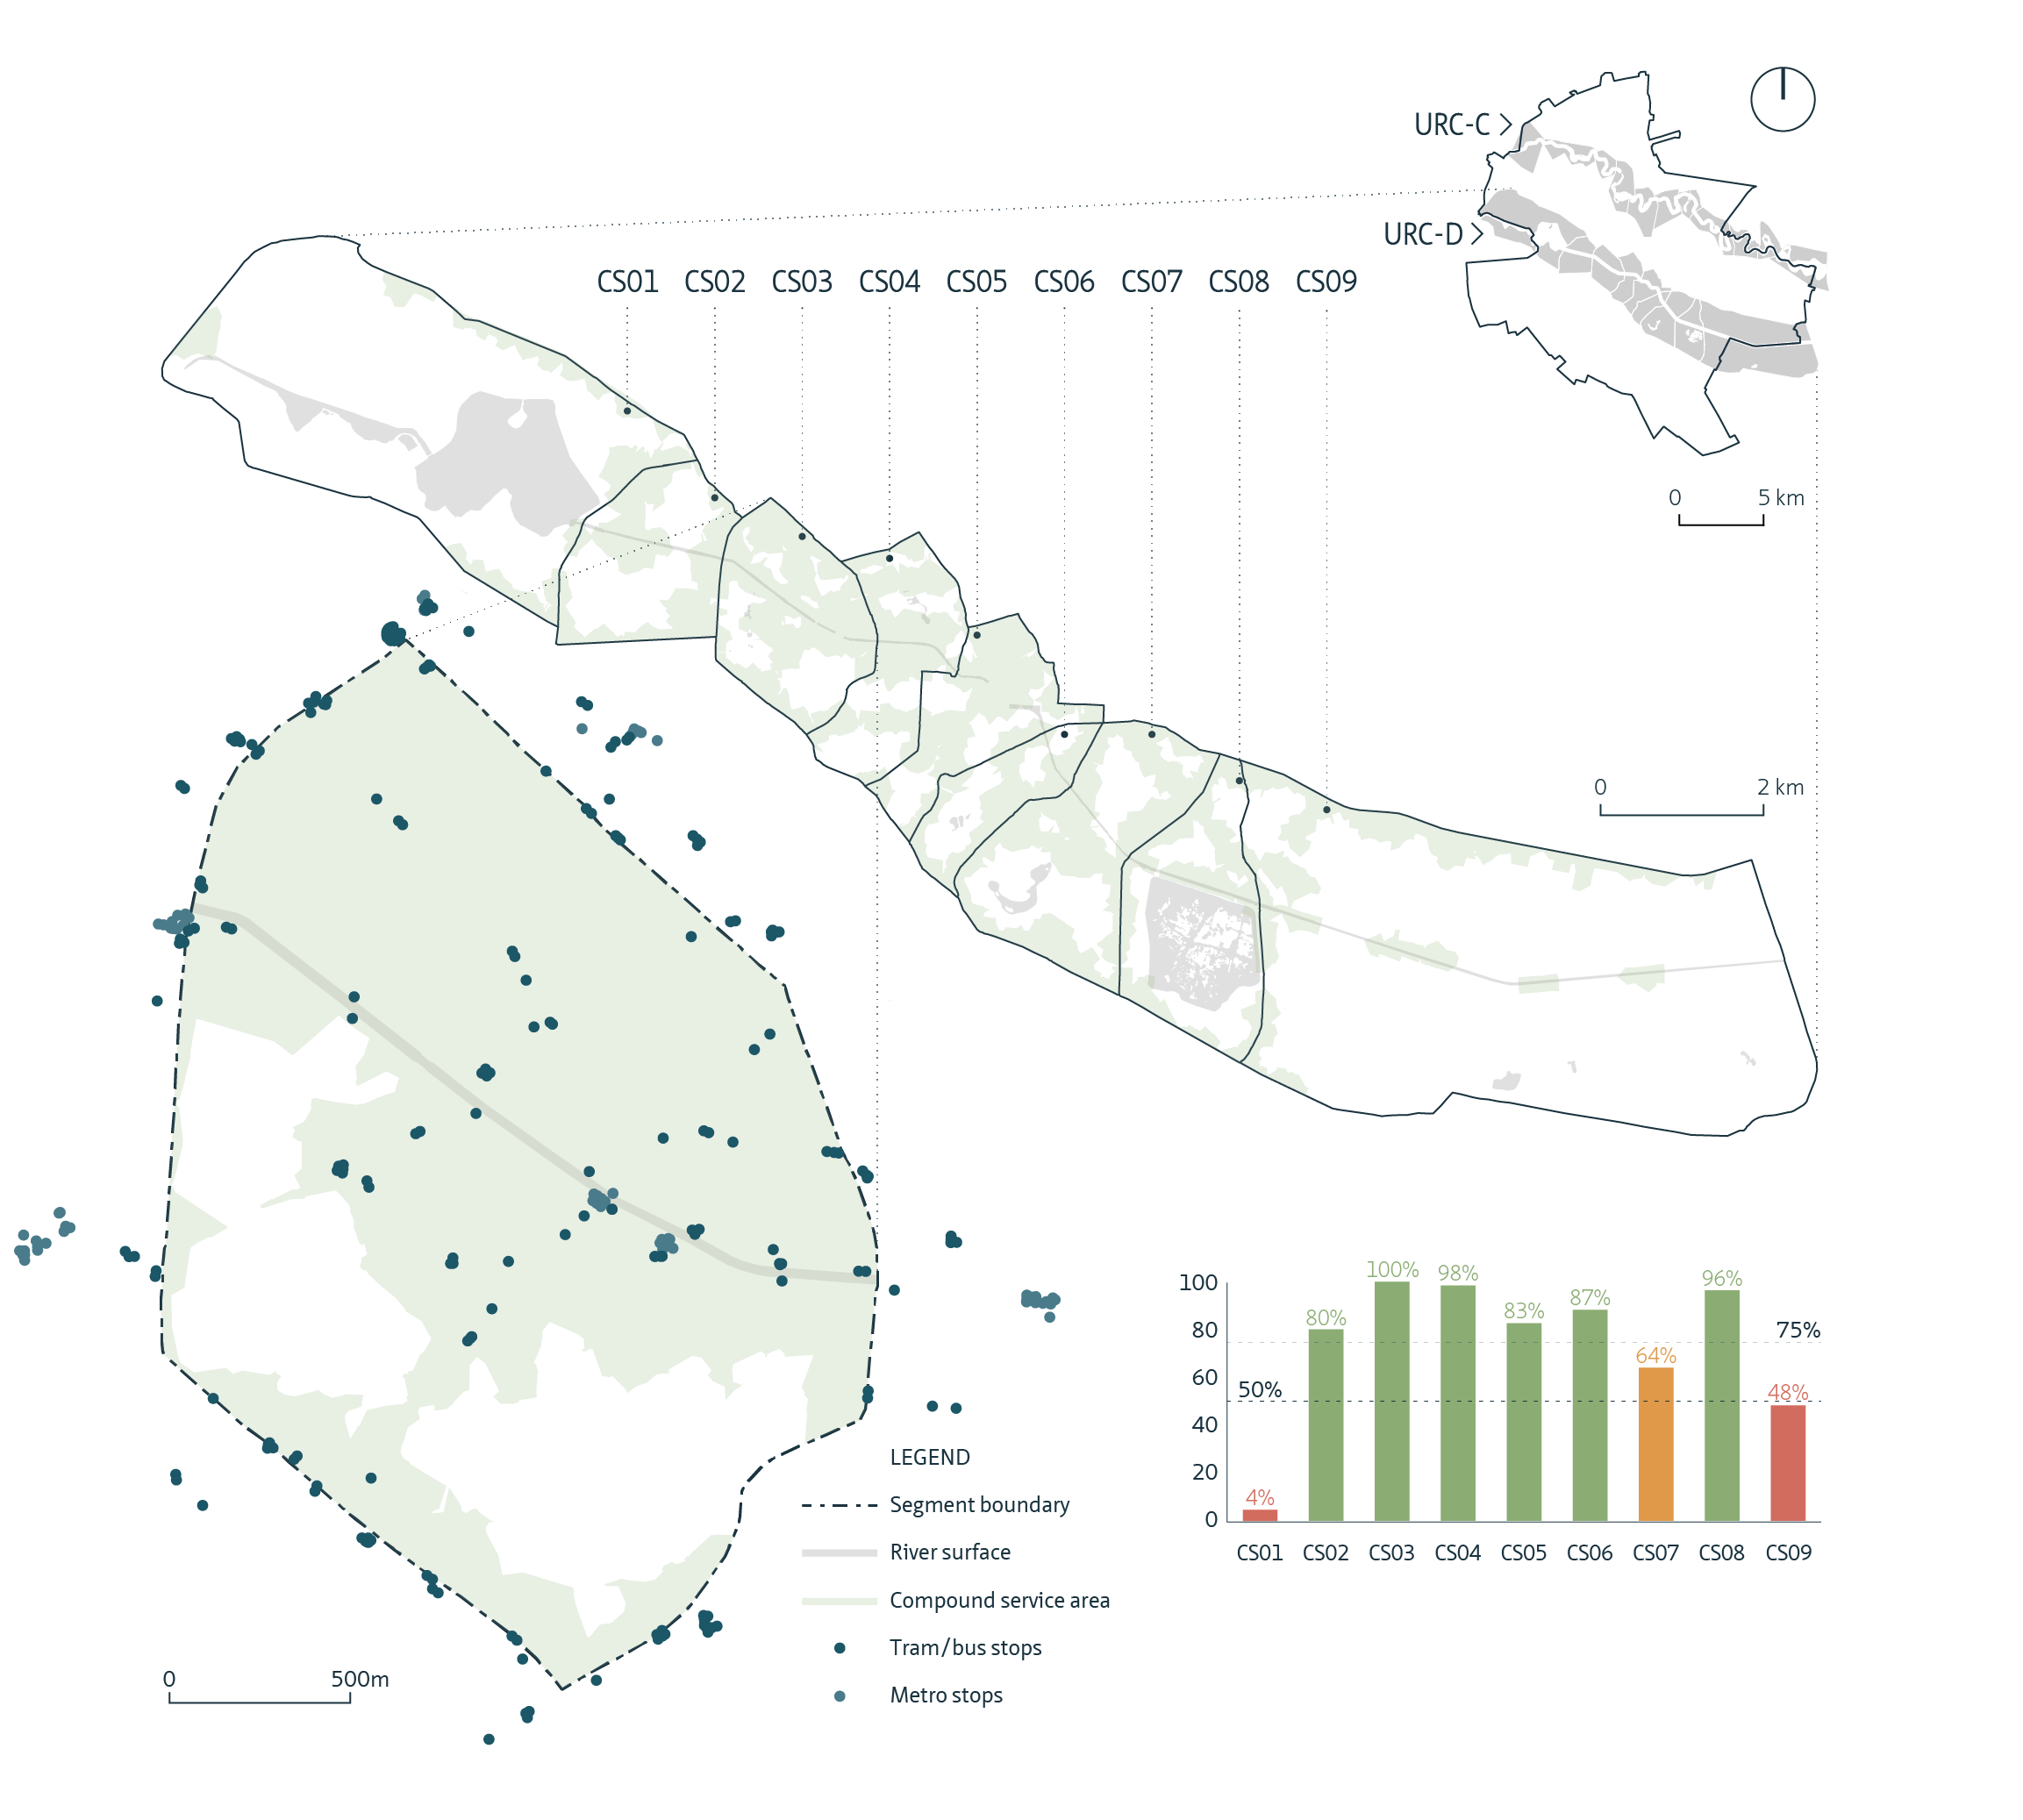 URC-C
URC-D
CS01 CS02 CS03 CS04 CS05 CS06 CS07 CS08 CS09
0 5 km
0 2 km
100
80
60
40
20
0
4%
80%
100%
98%
83%
87%
64%
96%
48%
75%
50%
CS01 CS02 CS03 CS04 CS05 CS06 CS07 CS08 CS09
LEGEND
Segment boundary
River surface
Compound service area
Tram/bus stops
Metro stops
0 500m